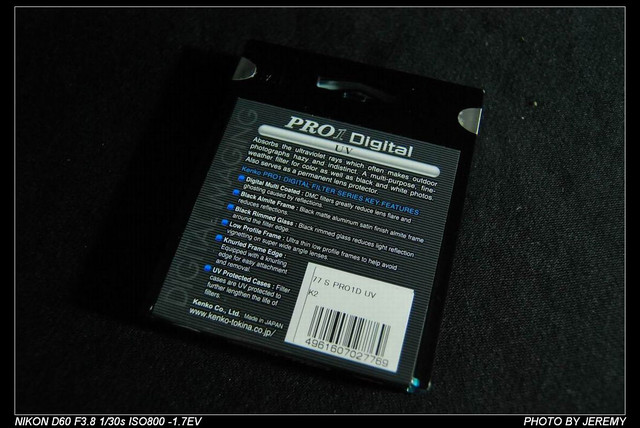 PRO1 Digital
UV
Absorbs the ultraviolet rays which often makes outdoor
photographs hazy and indistinct. A multi-purpose, fine-
weather filter for color as well as black and white photos.
Also serves as a permanent lens protector.
Kenko PRO1 DIGITAL FILTER SERIES KEY FEATURES
Digital Multi Coated : DMC filters greatly reduce lens flare and
ghosting caused by reflections.
Black Almite Frame : Black matte aluminum satin finish almite frame
reduces reflections.
Black Rimmed Glass : Black rimmed glass reduces light reflection
around the filter edge.
Low Profile Frame : Ultra thin low profile frames to help avoid
vignetting on super wide angle lenses.
Knurled Frame Edge :
Equipped with a knurling
edge for easy attachment
and removal.
UV Protected Cases : Filter
cases are UV protected to
further lengthen the life of
filters.
Kenko Co., Ltd. Made in JAPAN
www.kenko-tokina.co.jp/
DIGITAL IMAGING
77 S PRO1D UV
K2
4961607027769
NIKON D60 F3.8 1/30s ISO800 -1.7EV
PHOTO BY JEREMY